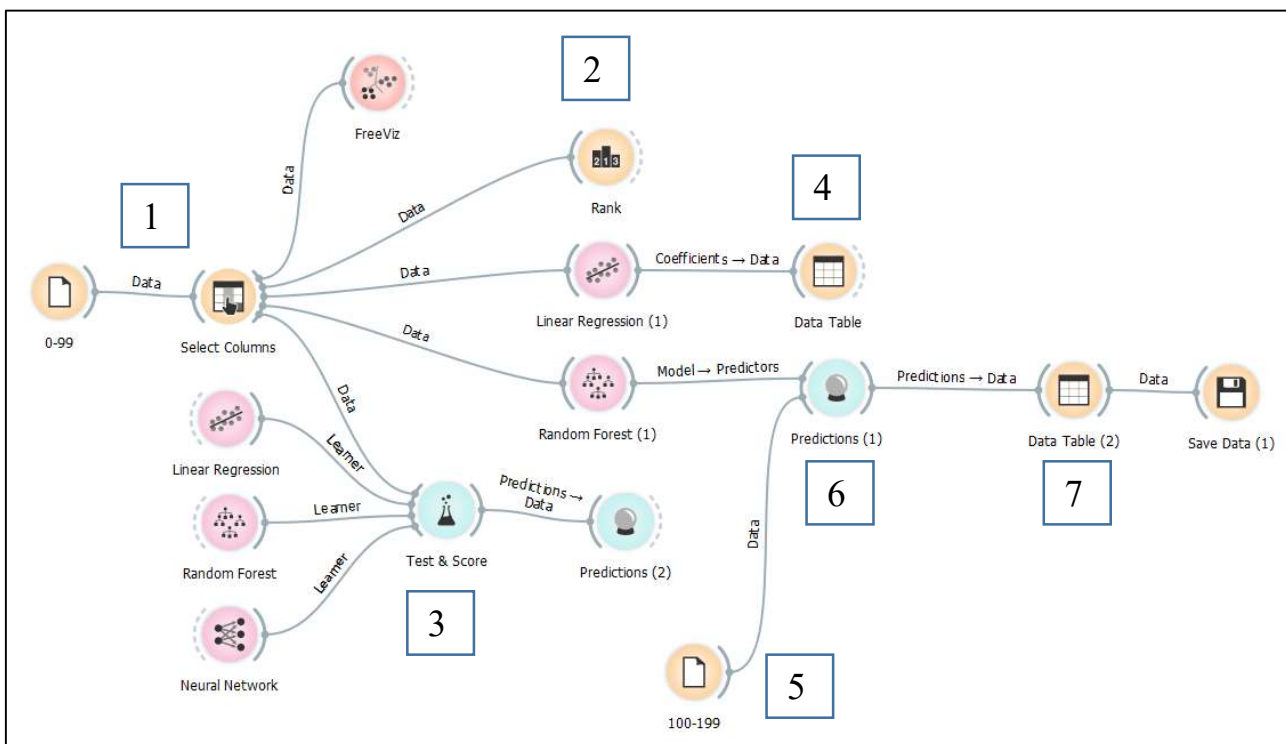 2
FreeViz
Data
1
4
Data
Rank
Data
Data
Coefficients → Data
0-99
Select Columns
Linear Regression (1)
Data Table
Data
Data
Model → Predictors
Predictions → Data
Data
Linear Regression
Learner
Random Forest (1)
Predictions (1)
Data Table (2)
Save Data (1)
Learner
Predictions →
Data
6
7
Random Forest
Test & Score
Predictions (2)
Data
Learner
3
Neural Network
5
100-199
213